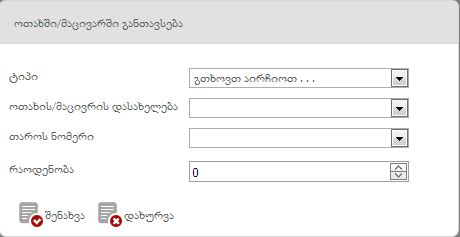 ოთახში/მაცივარში განთავსება
ტიპი გთხოვთ აირჩიოთ . . .
ოთახის/მაცივრის დასახელება
თაროს ნომერი
რაოდენობა 0
შენახვა დახურვა